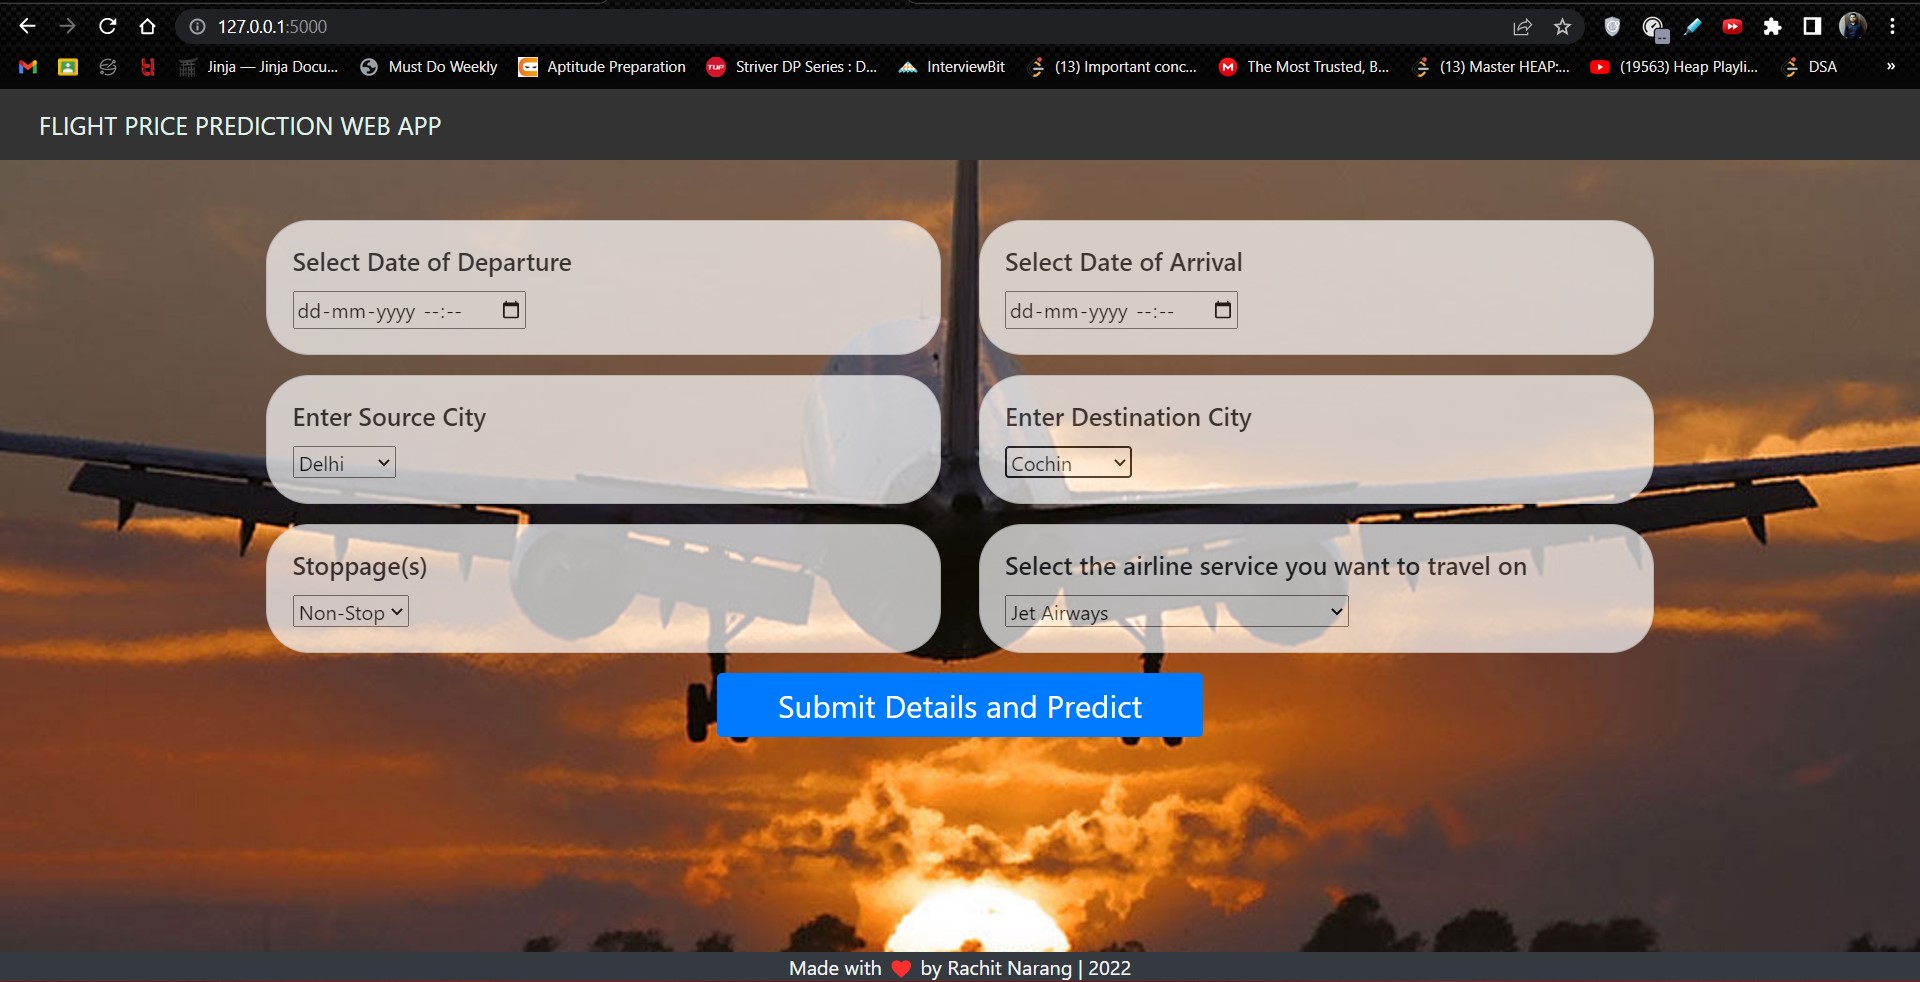 127.0.0.1:5000
Jinja — Jinja Docu... Must Do Weekly Aptitude Preparation TUF Striver DP Series : D... InterviewBit (13) Important conc... The Most Trusted, B... (13) Master HEAP:... (19563) Heap Playli... DSA »
FLIGHT PRICE PREDICTION WEB APP
Select Date of Departure
dd-mm-yyyy --:--
Select Date of Arrival
dd-mm-yyyy --:--
Enter Source City
Delhi
Enter Destination City
Cochin
Stoppage(s)
Non-Stop
Select the airline service you want to travel on
Jet Airways
Submit Details and Predict
Made with ❤ by Rachit Narang | 2022